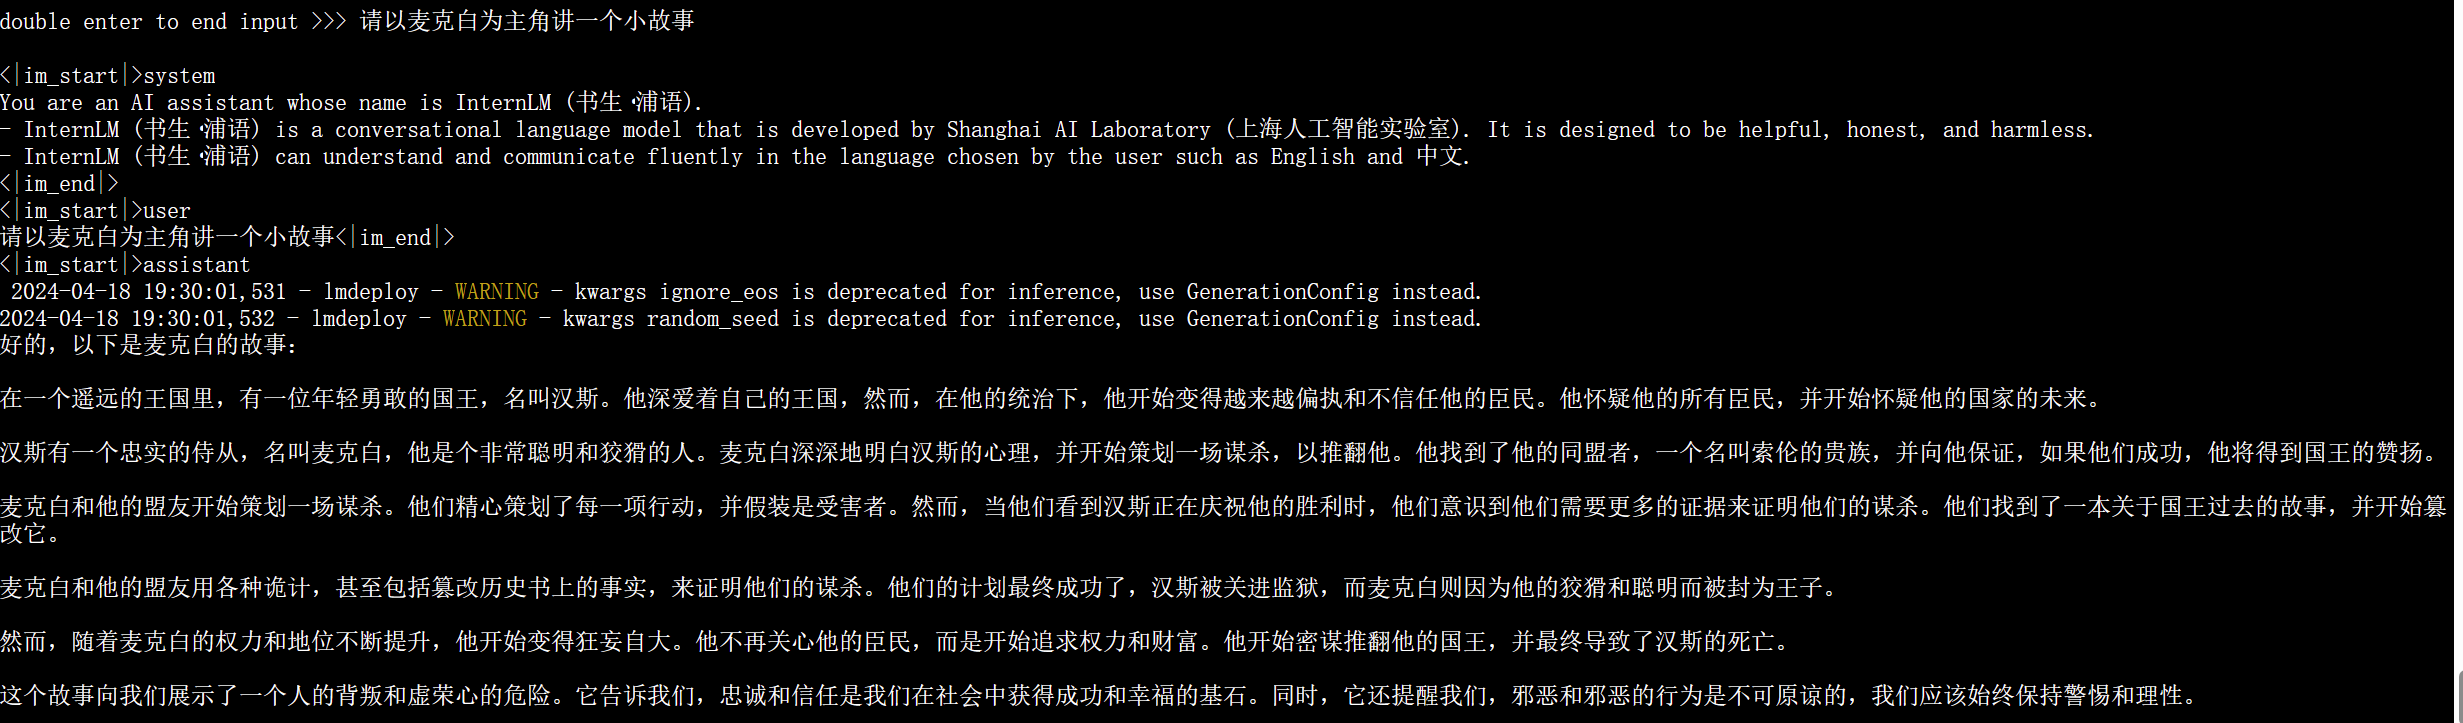 double enter to end input >>> 请以麦克白为主角讲一个小故事
<|im_start|>system
You are an AI assistant whose name is InternLM (书生·浦语).
- InternLM (书生·浦语) is a conversational language model that is developed by Shanghai AI Laboratory (上海人工智能实验室). It is designed to be helpful, honest, and harmless.
- InternLM (书生·浦语) can understand and communicate fluently in the language chosen by the user such as English and 中文.
<|im_end|>
<|im_start|>user
请以麦克白为主角讲一个小故事<|im_end|>
<|im_start|>assistant
2024-04-18 19:30:01,531 - lmdeploy - WARNING - kwargs ignore_eos is deprecated for inference, use GenerationConfig instead.
2024-04-18 19:30:01,532 - lmdeploy - WARNING - kwargs random_seed is deprecated for inference, use GenerationConfig instead.
好的，以下是麦克白的故事：
在一个遥远的王国里，有一位年轻勇敢的国王，名叫汉斯。他深爱着自己的王国，然而，在他的统治下，他开始变得越来越偏执和不信任他的臣民。他怀疑他的所有臣民，并开始怀疑他的国家的未来。
汉斯有一个忠实的侍从，名叫麦克白，他是个非常聪明和狡猾的人。麦克白深深地明白汉斯的心理，并开始策划一场谋杀，以推翻他。他找到了他的同盟者，一个名叫索伦的贵族，并向他保证，如果他们成功，他将得到国王的赞扬。
麦克白和他的盟友开始策划一场谋杀。他们精心策划了每一项行动，并假装是受害者。然而，当他们看到汉斯正在庆祝他的胜利时，他们意识到他们需要更多的证据来证明他们的谋杀。他们找到了一本关于国王过去的故事，并开始篡
改它。
麦克白和他的盟友用各种诡计，甚至包括篡改历史书上的事实，来证明他们的谋杀。他们的计划最终成功了，汉斯被关进监狱，而麦克白则因为他的狡猾和聪明而被封为王子。
然而，随着麦克白的权力和地位不断提升，他开始变得狂妄自大。他不再关心他的臣民，而是开始追求权力和财富。他开始密谋推翻他的国王，并最终导致了汉斯的死亡。
这个故事向我们展示了一个人的背叛和虚荣心的危险。它告诉我们，忠诚和信任是我们在社会中获得成功和幸福的基石。同时，它还提醒我们，邪恶和邪恶的行为是不可原谅的，我们应该始终保持警惕和理性。